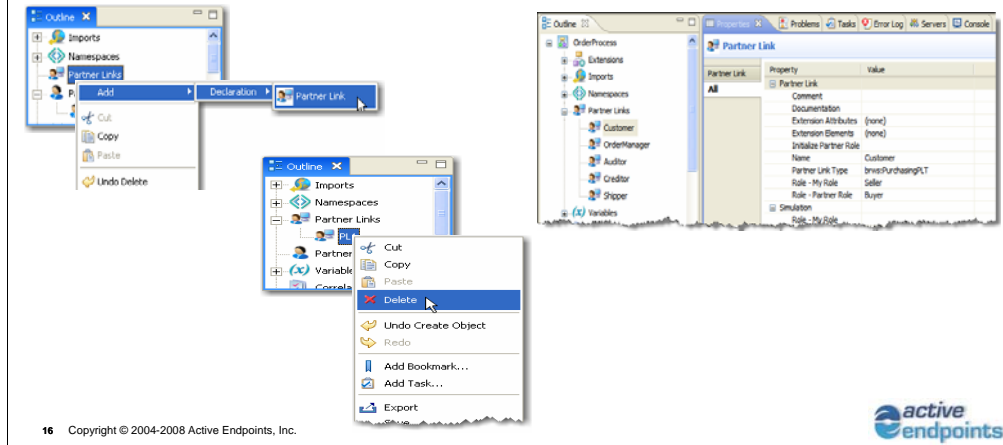 Outline
Imports
Namespaces
Partner Links
Add
Declaration
Partner Link
Cut
Copy
Paste
Undo Delete
Outline
Imports
Namespaces
Partner Links
Partner
Variable
Correla
Cut
Copy
Paste
Delete
Undo Create Object
Redo
Add Bookmark...
Add Task...
Export
Outline
OrderProcess
Extensions
Imports
Namespaces
Partner Links
Customer
OrderManager
Auditor
Creditor
Shipper
(x) Variables
Properties Problems Tasks Error Log Servers Console
Partner Link
Partner Link
All
Property Value
Partner Link
Comment
Documentation
Extension Attributes (none)
Extension Elements (none)
Initialize Partner Role
Name Customer
Partner Link Type brws:PurchasingPLT
Role - My Role Seller
Role - Partner Role Buyer
Simulation
Role - My Role
16 Copyright © 2004-2008 Active Endpoints, Inc.
active
endpoints